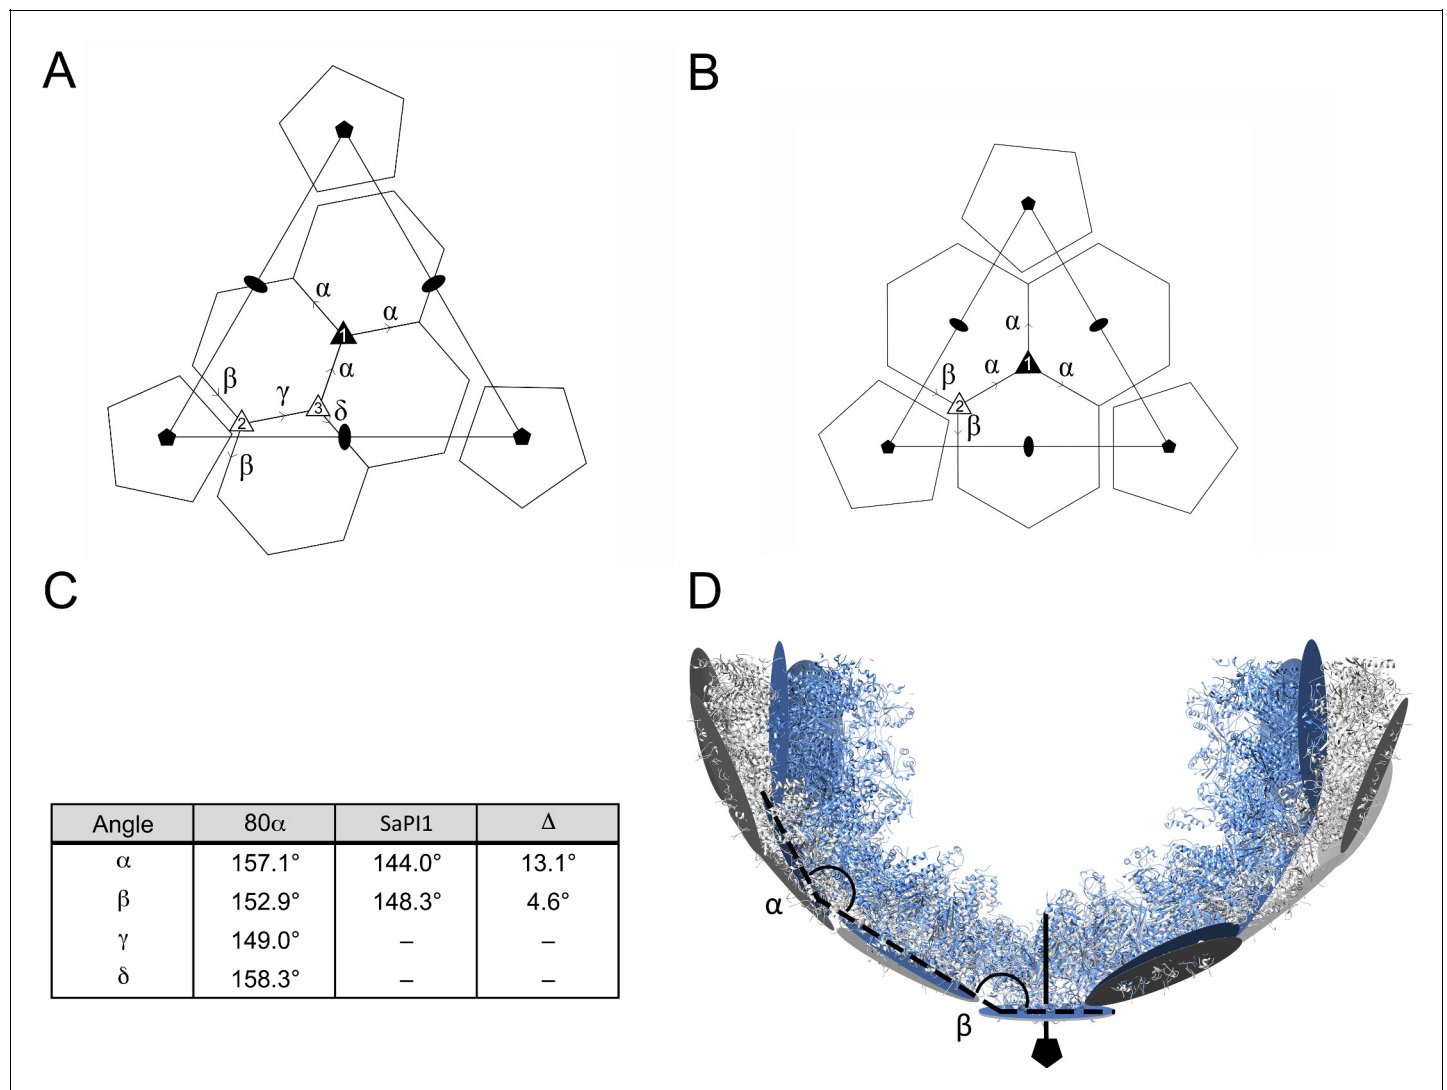 A
α
α
1
α
β
γ
3
δ
2
β
B
α
1
α
α
β
2
β
C
Angle 80α SaPI1 Δ
α 157.1° 144.0° 13.1°
β 152.9° 148.3° 4.6°
γ 149.0° – –
δ 158.3° – –
D
α
β